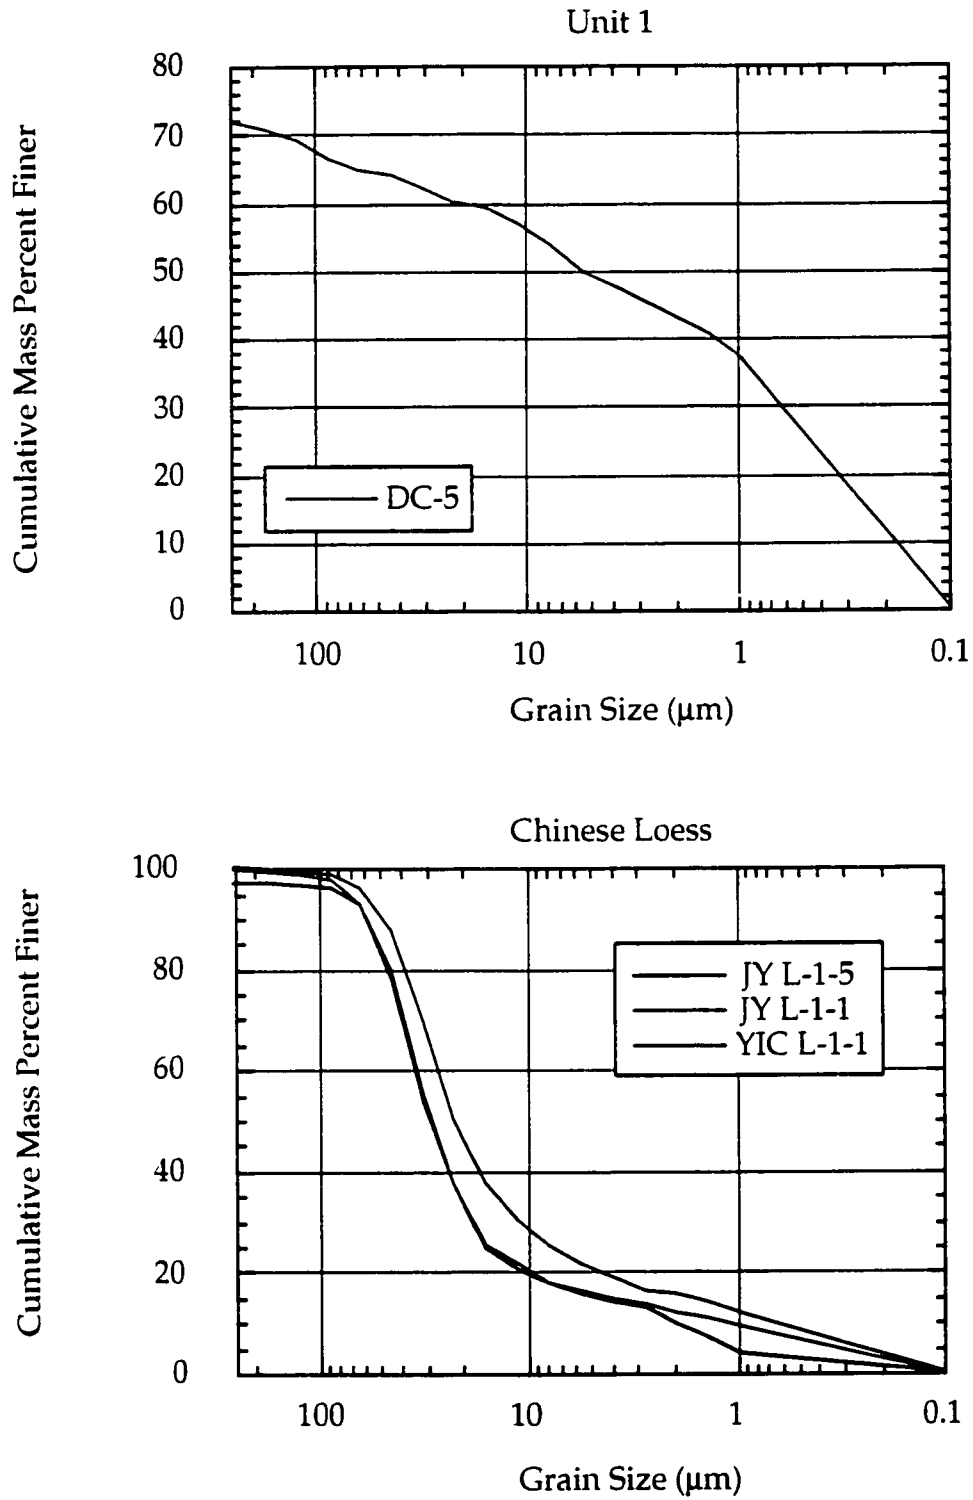 Unit 1
80
70
60
50
40
30
20
10
0
Cumulative Mass Percent Finer
DC-5
100 10 1 0.1
Grain Size (µm)
Chinese Loess
100
80
60
40
20
0
Cumulative Mass Percent Finer
JY L-1-5
JY L-1-1
YIC L-1-1
100 10 1 0.1
Grain Size (µm)